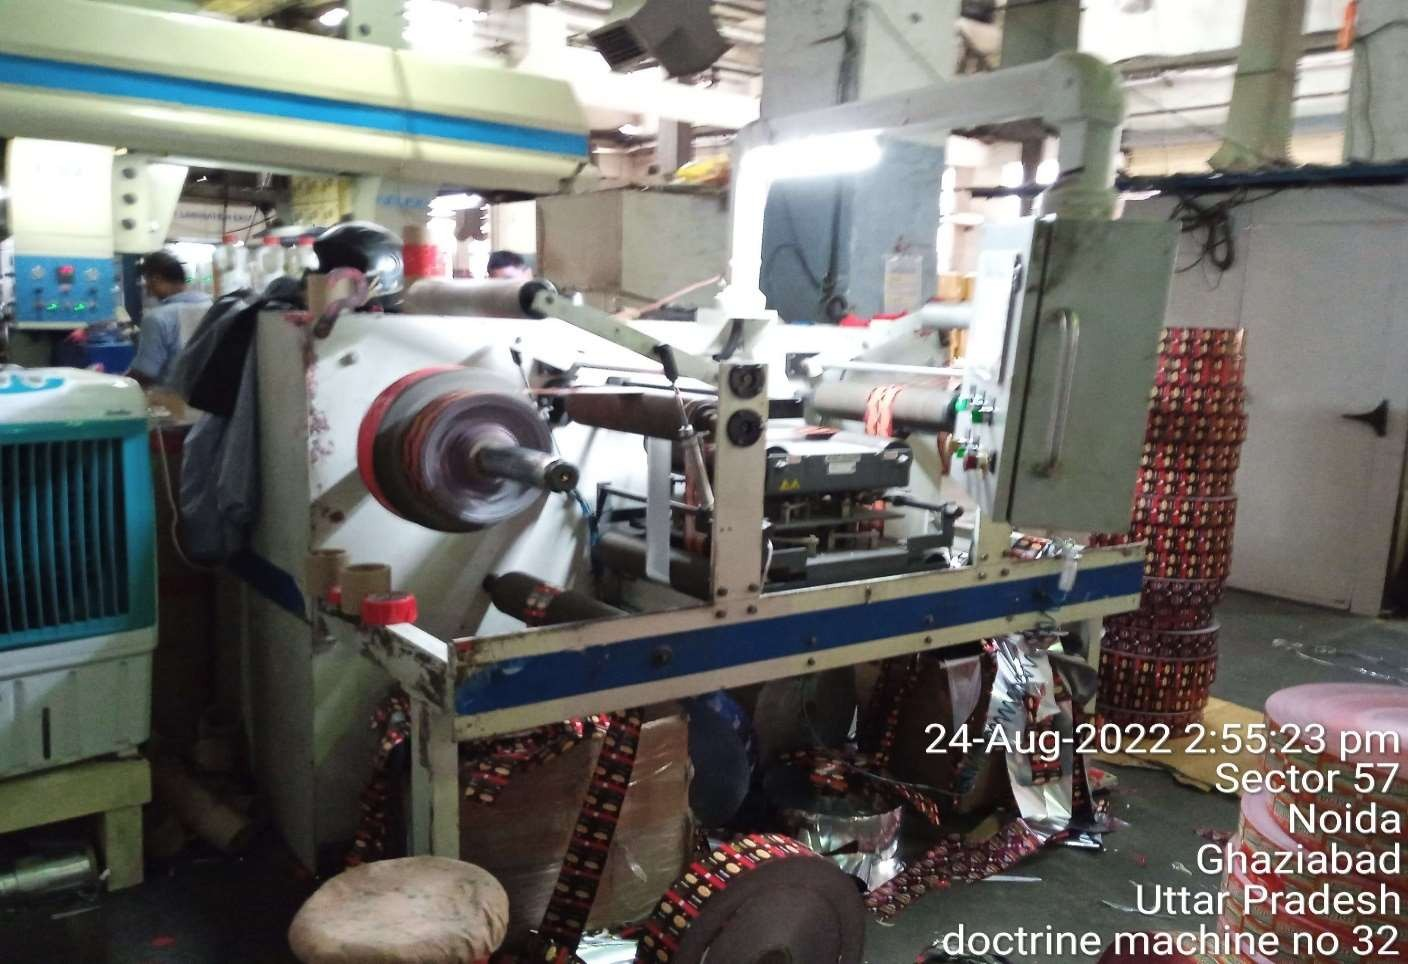 24-Aug-2022 2:55:23 pm
Sector 57
Noida
Ghaziabad
Uttar Pradesh
doctrine machine no 32